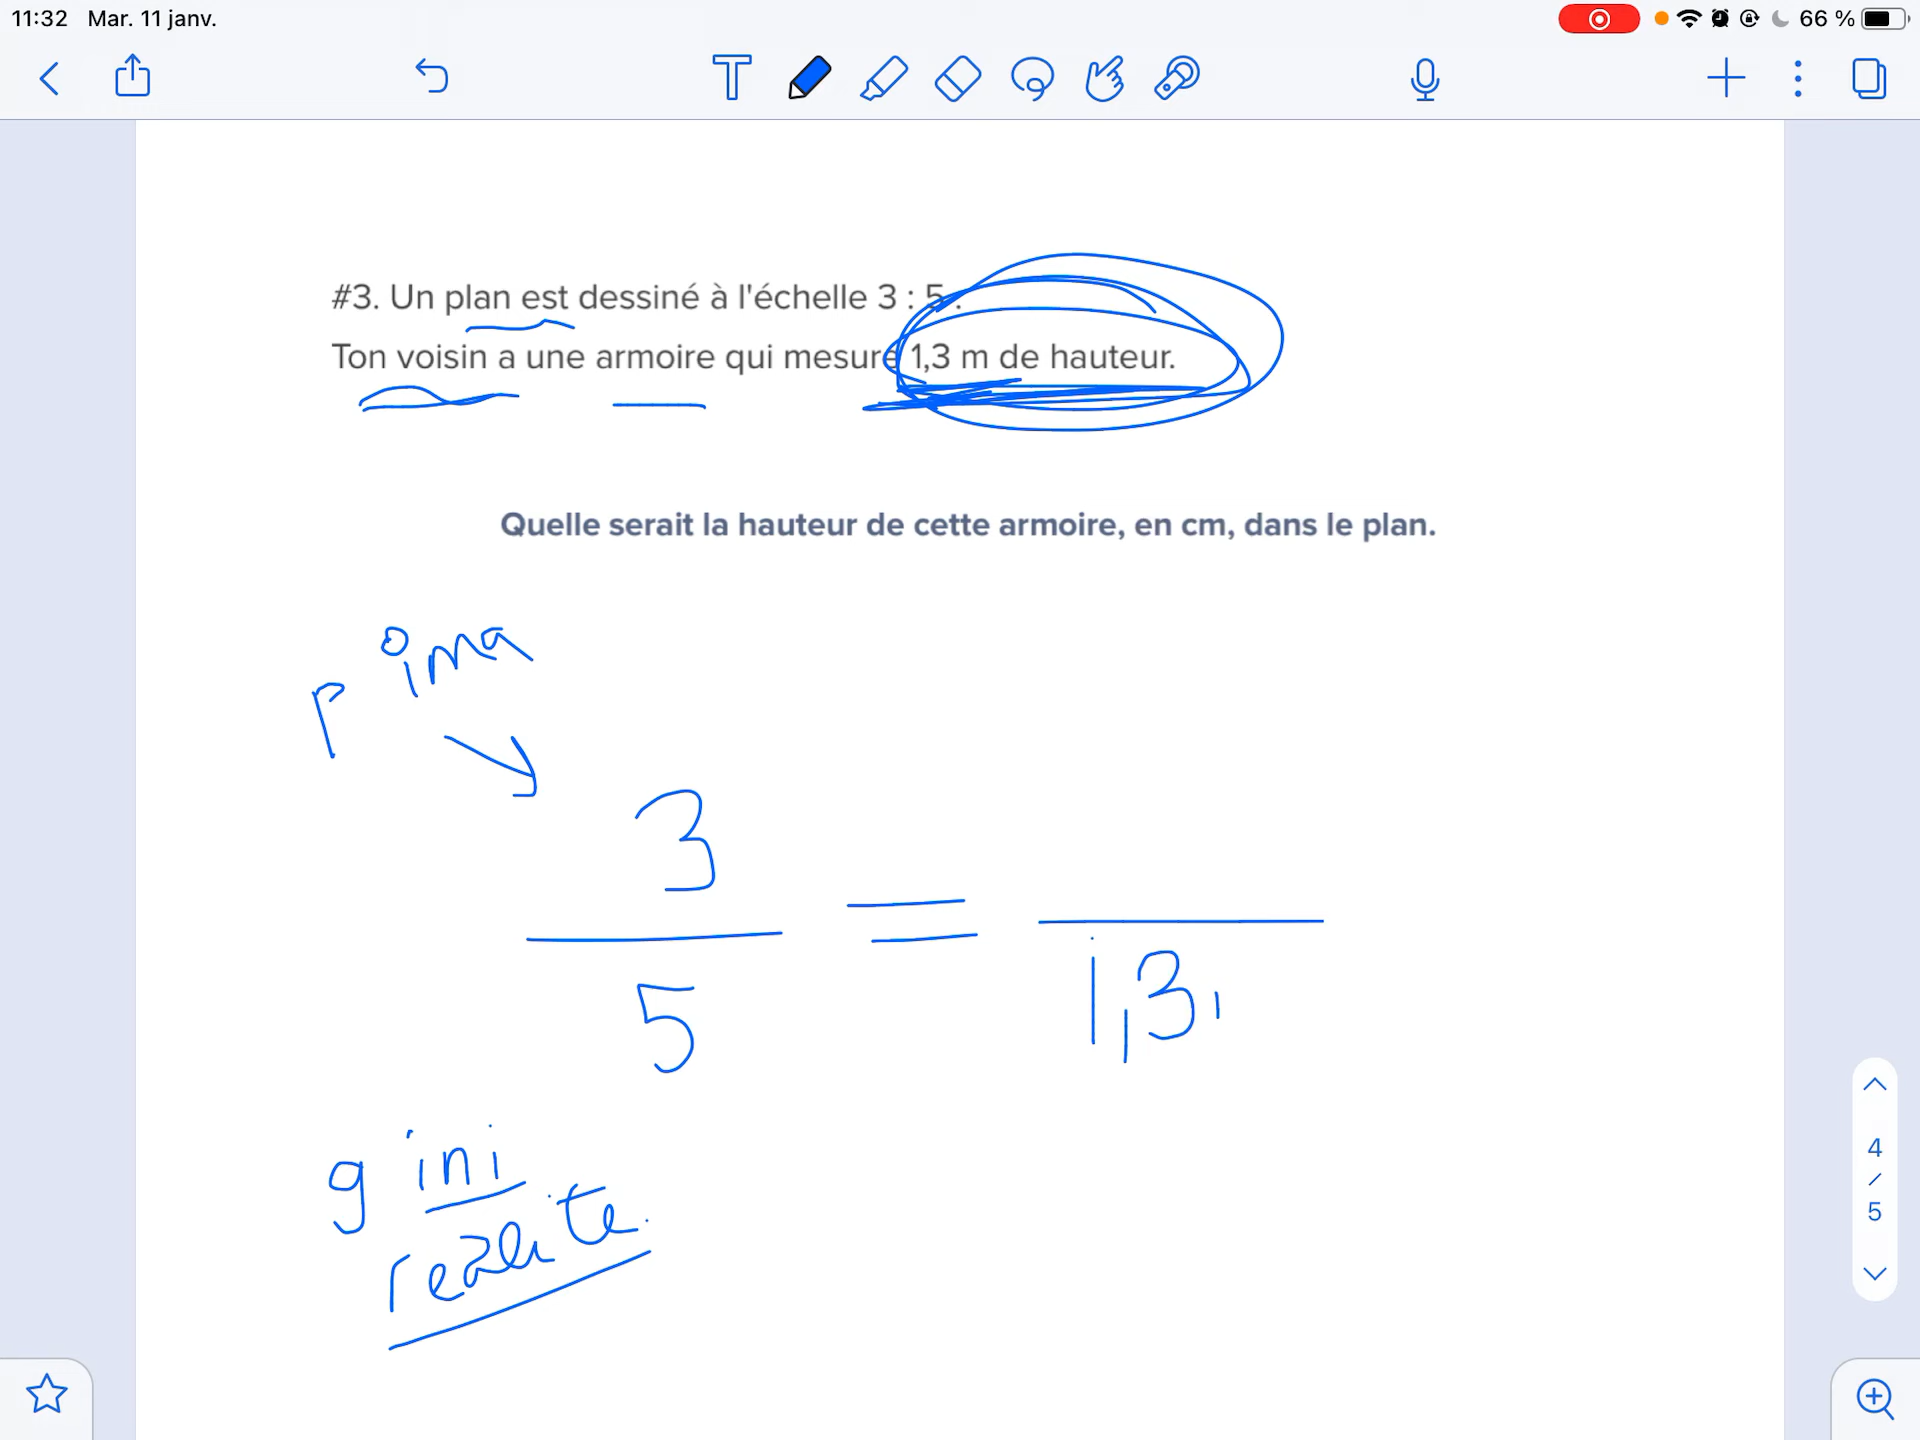 11:32 Mar. 11 janv. 66 %
#3. Un plan est dessiné à l'échelle 3 : 5 .
Ton voisin a une armoire qui mesure 1,3 m de hauteur.
Quelle serait la hauteur de cette armoire, en cm, dans le plan.
p ima
3
=
5
1,3
g ini
realite
4
/
5